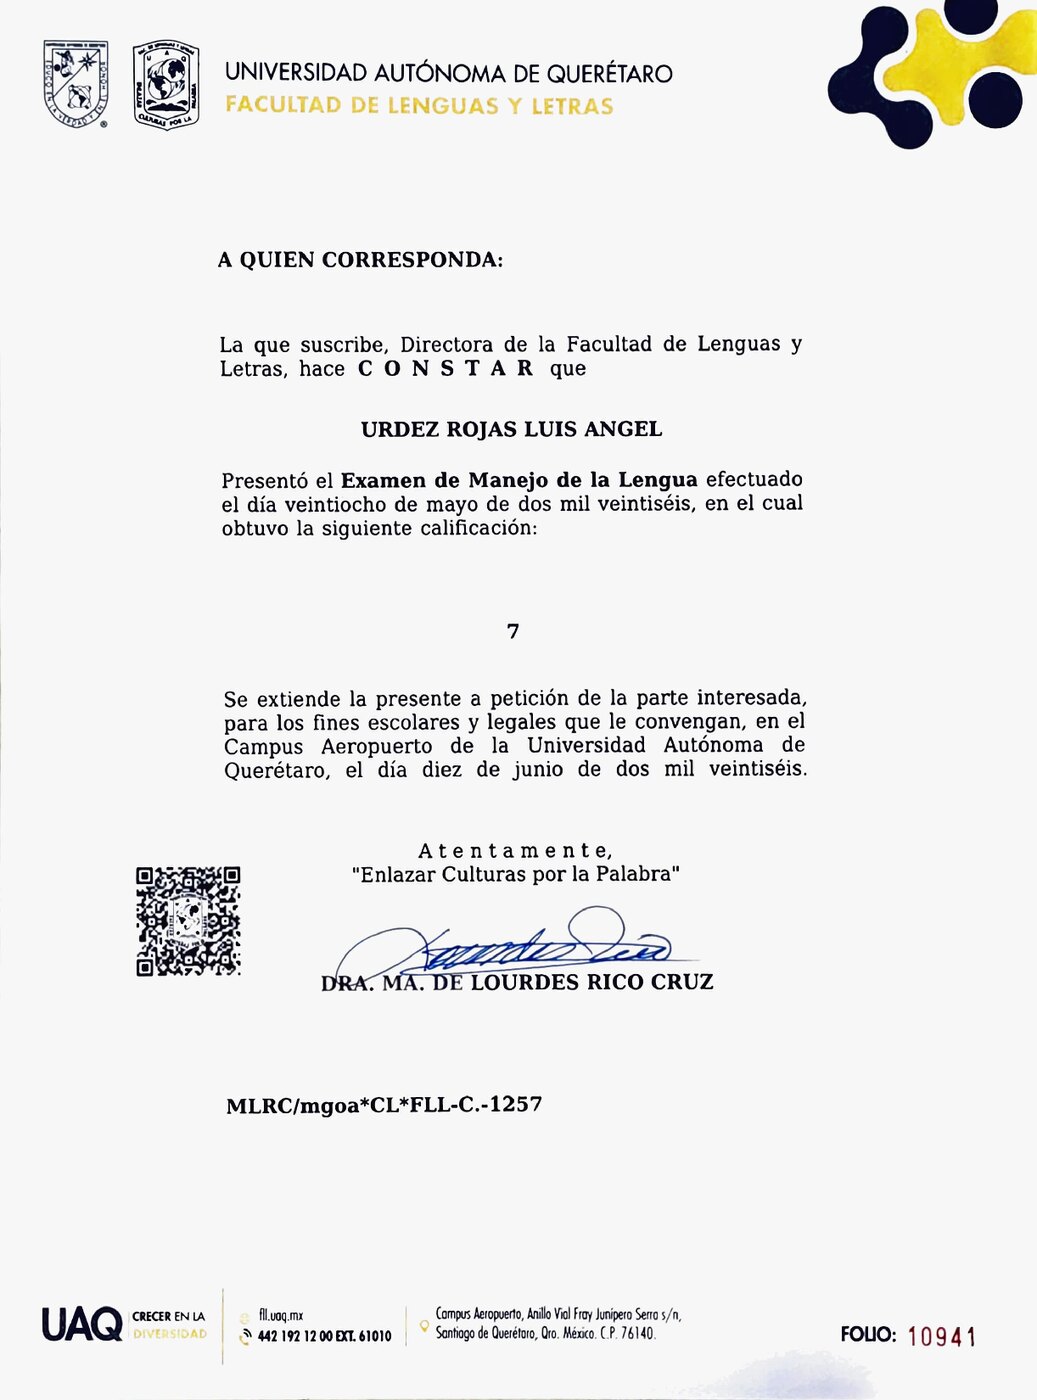 UNIVERSIDAD AUTÓNOMA DE QUERÉTARO
FACULTAD DE LENGUAS Y LETRAS
A QUIEN CORRESPONDA:
La que suscribe, Directora de la Facultad de Lenguas y
Letras, hace C O N S T A R que
URDEZ ROJAS LUIS ANGEL
Presentó el Examen de Manejo de la Lengua efectuado
el día veintiocho de mayo de dos mil veintiséis, en el cual
obtuvo la siguiente calificación:
7
Se extiende la presente a petición de la parte interesada,
para los fines escolares y legales que le convengan, en el
Campus Aeropuerto de la Universidad Autónoma de
Querétaro, el día diez de junio de dos mil veintiséis.
A t e n t a m e n t e,
"Enlazar Culturas por la Palabra"
DRA. MA. DE LOURDES RICO CRUZ
MLRC/mgoa*CL*FLL-C.-1257
UAQ
CRECER EN LA
DIVERSIDAD
fll.uaq.mx
442 192 12 00 EXT. 61010
Campus Aeropuerto, Anillo Vial Fray Junípero Serra s/n,
Santiago de Querétaro, Qro. México. C.P. 76140.
FOLIO: 10941